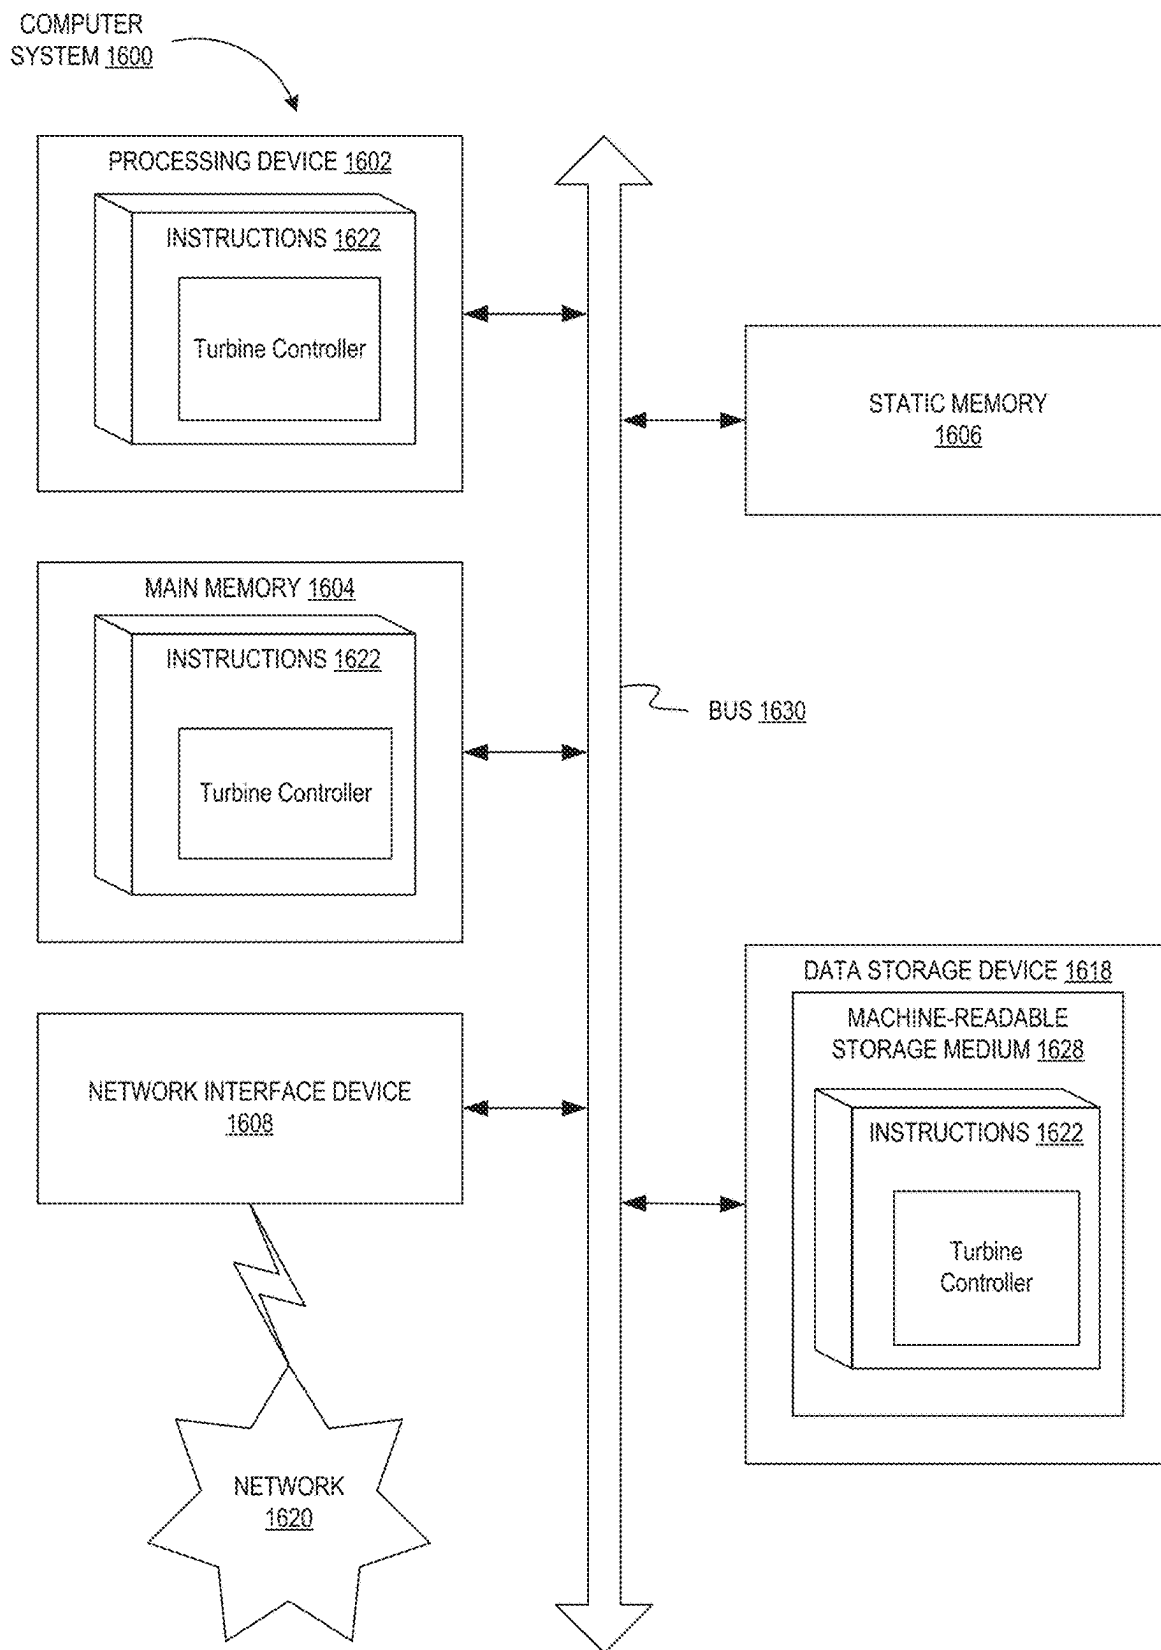 COMPUTER
SYSTEM 1600
PROCESSING DEVICE 1602
INSTRUCTIONS 1622
Turbine Controller
STATIC MEMORY
1606
MAIN MEMORY 1604
INSTRUCTIONS 1622
Turbine Controller
BUS 1630
NETWORK INTERFACE DEVICE
1608
DATA STORAGE DEVICE 1618
MACHINE-READABLE
STORAGE MEDIUM 1628
INSTRUCTIONS 1622
Turbine
Controller
NETWORK
1620